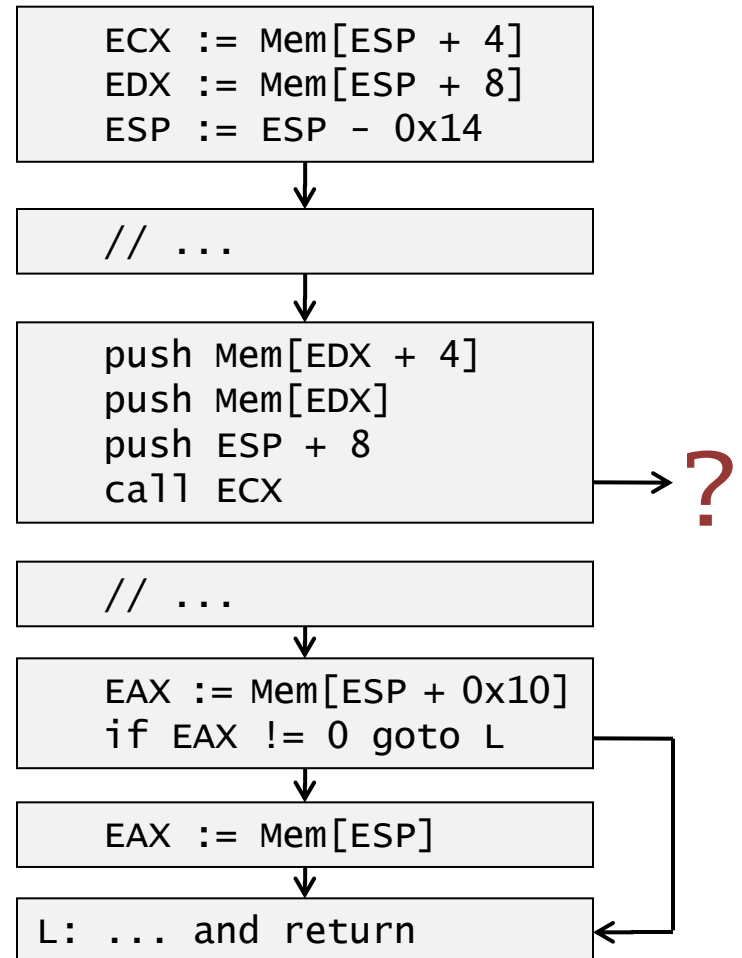 ECX := Mem[ESP + 4]
EDX := Mem[ESP + 8]
ESP := ESP - 0x14
// ...
push Mem[EDX + 4]
push Mem[EDX]
push ESP + 8
call ECX
?
// ...
EAX := Mem[ESP + 0x10]
if EAX != 0 goto L
EAX := Mem[ESP]
L: ... and return